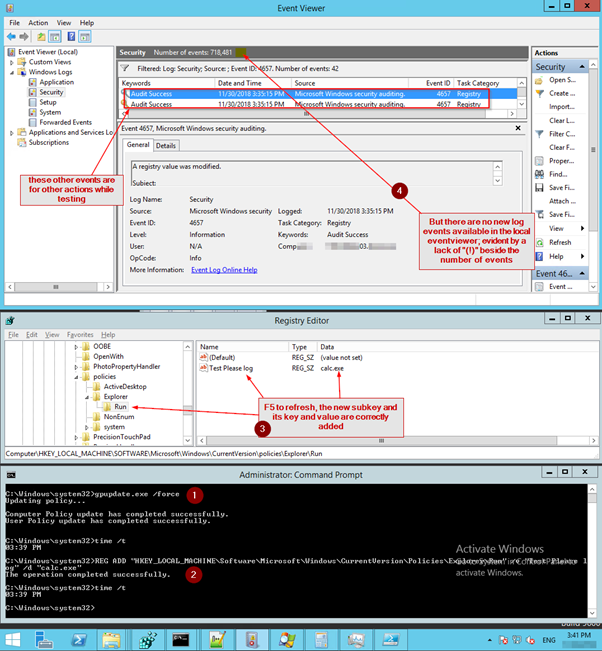 Event Viewer
File Action View Help
Event Viewer (Local)
Custom Views
Windows Logs
Application
Security
Setup
System
Forwarded Events
Applications and Services Lo
Subscriptions
Security Number of events: 718,481
Filtered: Log: Security; Source: ; Event ID: 4657. Number of events: 42
Keywords Date and Time Source Event ID Task Category
Audit Success 11/30/2018 3:35:15 PM Microsoft Windows security auditing. 4657 Registry
Audit Success 11/30/2018 3:35:15 PM Microsoft Windows security auditing. 4657 Registry
Event 4657, Microsoft Windows security auditing.
General Details
A registry value was modified.
Subject:
Log Name: Security
Source: Microsoft Windows security Logged: 11/30/2018 3:35:15 PM
Event ID: 4657 Task Category: Registry
Level: Information Keywords: Audit Success
User: N/A Comp 03.
OpCode: Info
More Information: Event Log Online Help
Actions
Security
Open S...
Create ...
Import...
Clear L...
Filter C...
Clear F...
Proper...
Find...
Save Fi...
Attach ...
Save Fi...
View
Refresh
Help
Event 46...
Event ...
these other events are
for other actions while
testing
4
But there are no new log
events available in the local
eventviewer; evident by a
lack of "(!)" beside the
number of events
Registry Editor
File Edit View Favorites Help
OOBE
OpenWith
PhotoPropertyHandler
policies
ActiveDesktop
Explorer
Run
NonEnum
system
PrecisionTouchPad
Name Type Data
(Default) REG_SZ (value not set)
Test Please log REG_SZ calc.exe
F5 to refresh, the new subkey and
its key and value are correctly
added
3
Computer\HKEY_LOCAL_MACHINE\SOFTWARE\Microsoft\Windows\CurrentVersion\policies\Explorer\Run
Administrator: Command Prompt
C:\Windows\system32>gpupdate.exe /force
Updating policy...
1
Computer Policy update has completed successfully.
User Policy update has completed successfully.
C:\Windows\system32>time /t
03:39 PM
C:\Windows\system32>REG ADD "HKEY_LOCAL_MACHINE\Software\Microsoft\Windows\CurrentVersion\Policies\Explorer\Run" /v "Test Please l
og" /d "calc.exe"
The operation completed successfully.
2
C:\Windows\system32>time /t
03:39 PM
C:\Windows\system32>
Activate Windows
activate Windows.
ENG
3:41 PM